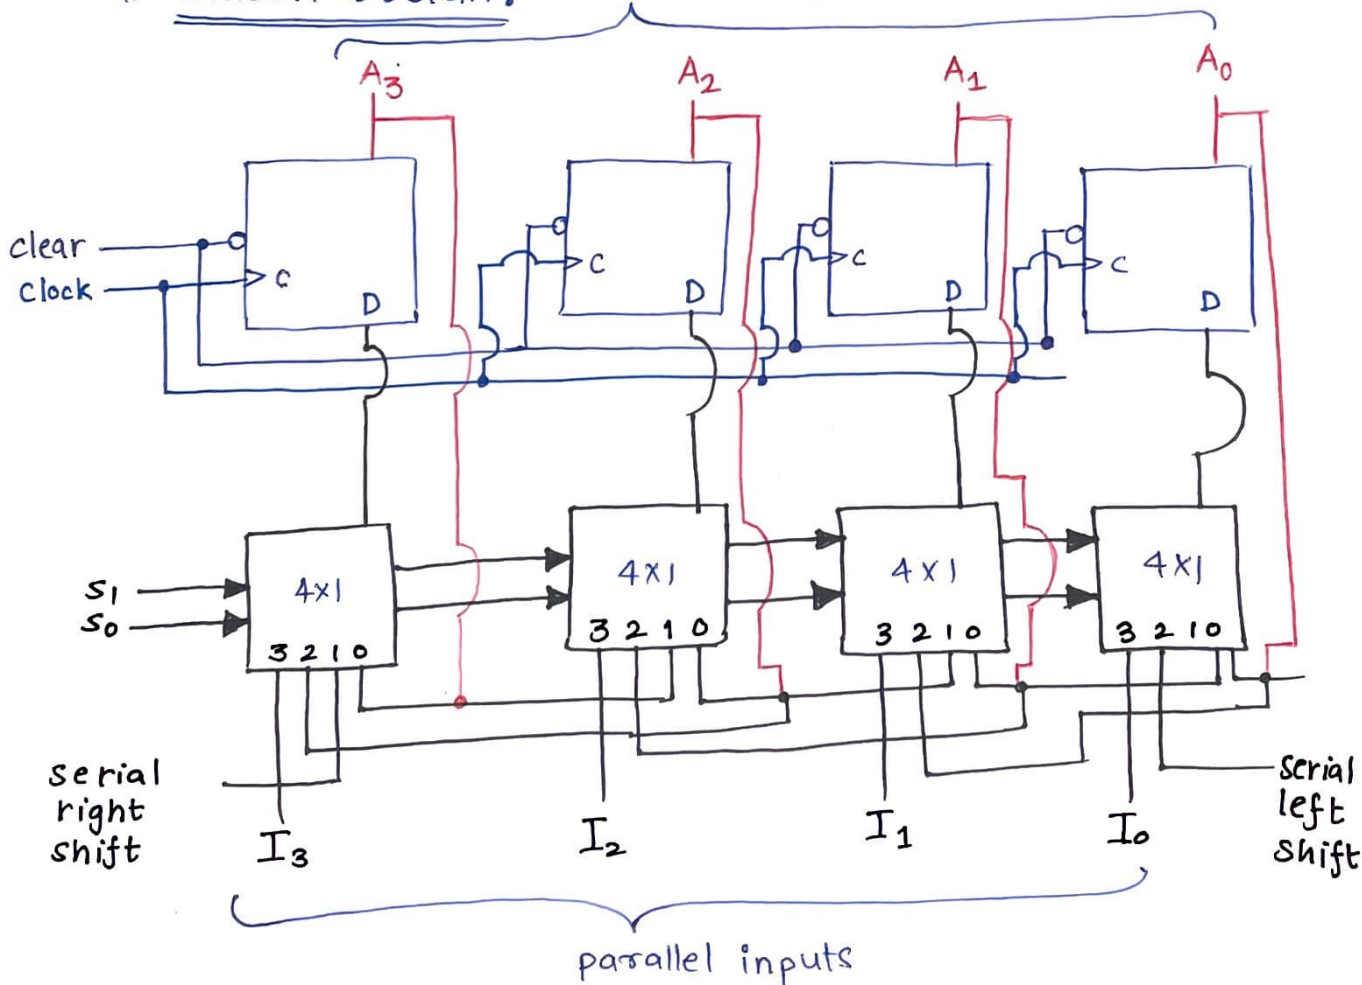 A3 A2 A1 A0
clear
clock
C C C C
D D D D
S1
S0
4x1 4x1 4x1 4x1
3 2 1 0 3 2 1 0 3 2 1 0 3 2 1 0
serial
right
shift
I3 I2 I1 I0
serial
left
shift
parallel inputs